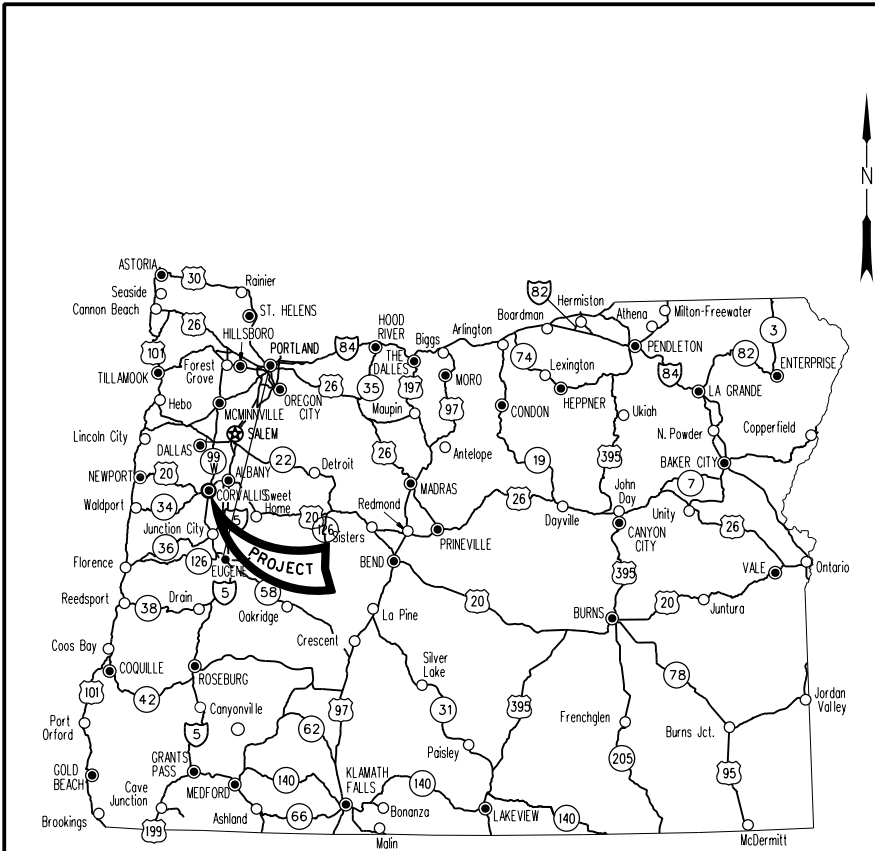 N
ASTORIA
30
Rainier
Seaside
Cannon Beach
ST. HELENS
26
HILLSBORO
101
Forest
Grove
PORTLAND
84
HOOD
RIVER
THE
DALLES
Biggs
Arlington
Boardman
82
Hermiston
Athena
Milton-Freewater
3
PENDLETON
82
ENTERPRISE
84
LA GRANDE
TILLAMOOK
Hebo
MCMINNVILLE
OREGON
CITY
26
35
197
MORO
97
74
Lexington
HEPPNER
Maupin
CONDON
Ukiah
N. Powder
Copperfield
Lincoln City
DALLAS
SALEM
99
W
22
Detroit
26
Antelope
19
395
BAKER CITY
NEWPORT
20
ALBANY
CORVALLIS
Sweet
Home
MADRAS
John
Day
7
Waldport
34
5
20
Redmond
26
Dayville
Unity
26
Junction City
126
Sisters
PRINEVILLE
CANYON
CITY
36
PROJECT
Florence
126
EUGENE
BEND
395
VALE
Ontario
Reedsport
38
Drain
5
58
Oakridge
La Pine
20
BURNS
20
Juntura
Coos Bay
Crescent
COQUILLE
ROSEBURG
Silver
Lake
78
101
42
Canyonville
97
31
395
Frenchglen
Burns Jct.
Jordan
Valley
Port
Orford
5
62
Paisley
205
95
GOLD
BEACH
GRANTS
PASS
MEDFORD
140
KLAMATH
FALLS
140
Cave
Junction
Ashland
66
Bonanza
LAKEVIEW
140
Brookings
199
Malin
McDermitt